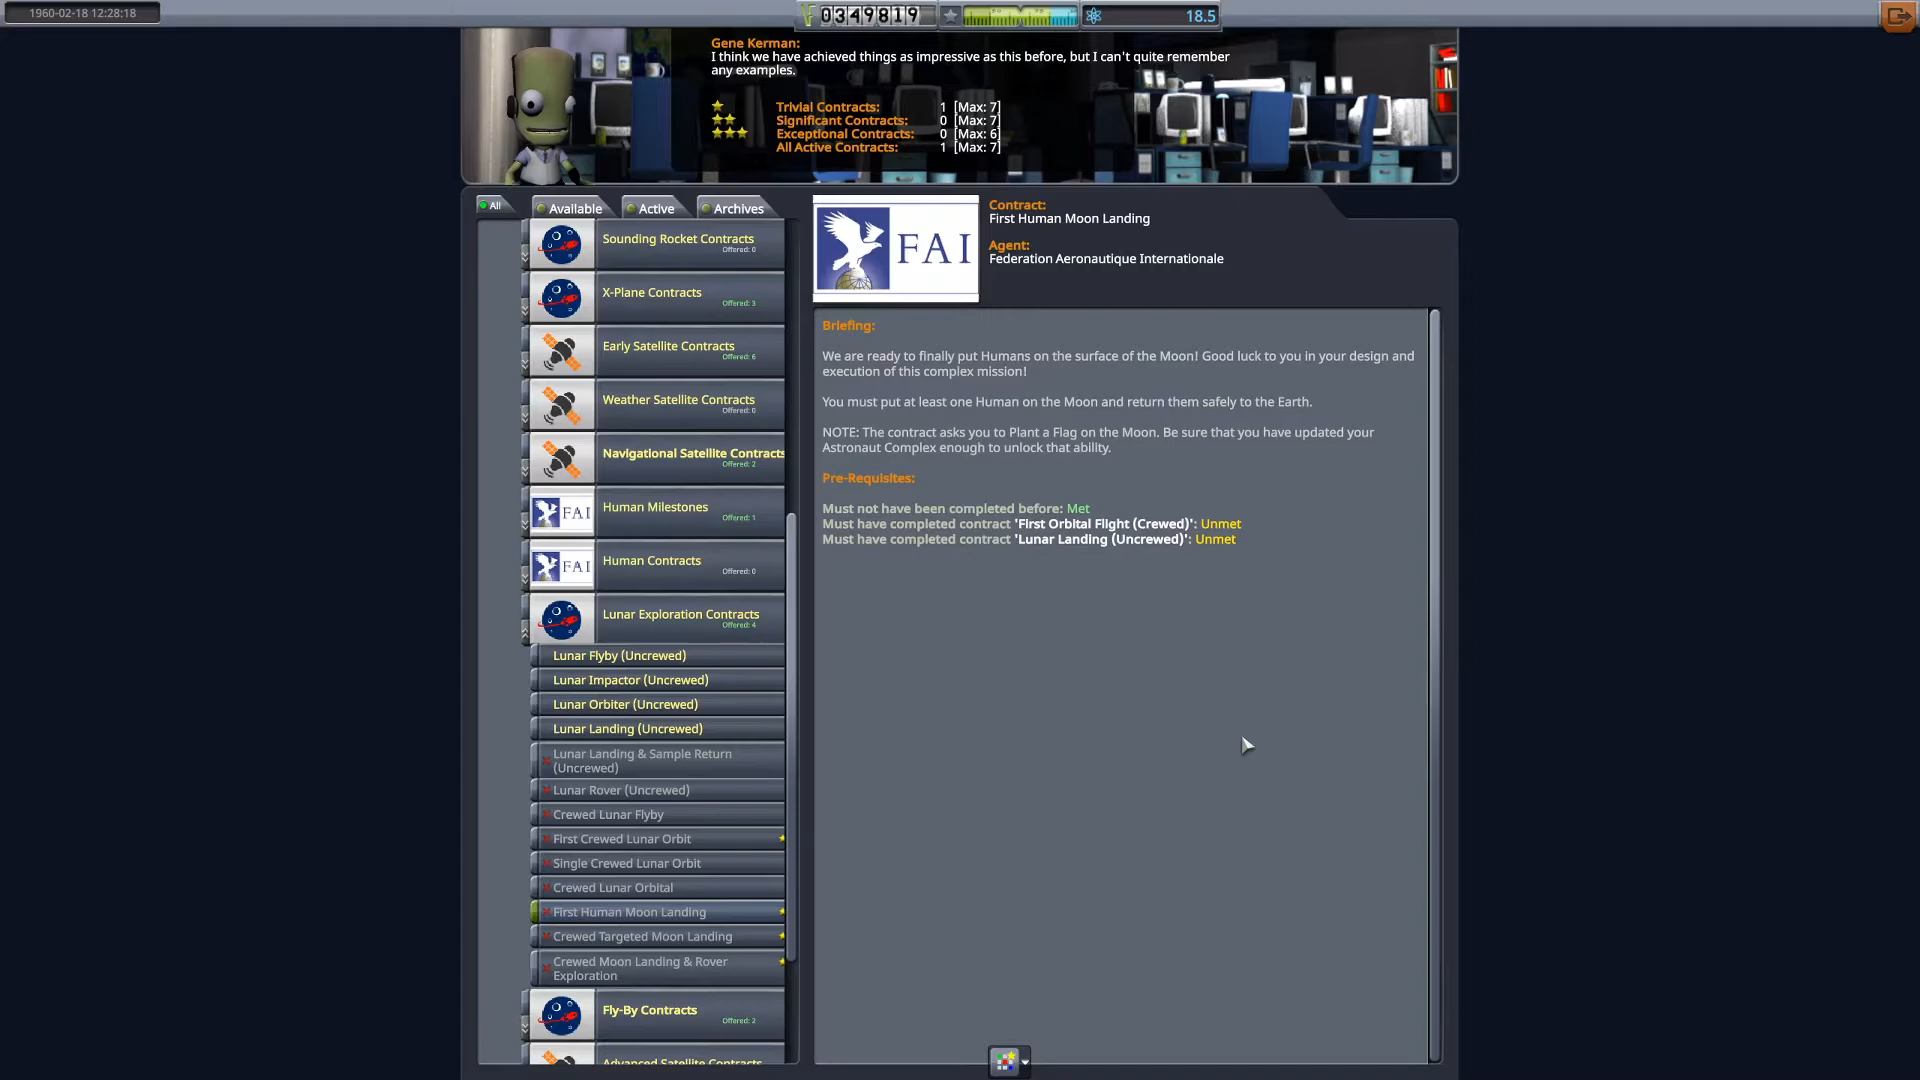 1960-02-18 12:28:18
0349819
18.5
Gene Kerman:
I think we have achieved things as impressive as this before, but I can't quite remember
any examples.
Trivial Contracts: 1 [Max: 7]
Significant Contracts: 0 [Max: 7]
Exceptional Contracts: 0 [Max: 6]
All Active Contracts: 1 [Max: 7]
All
Available
Active
Archives
Sounding Rocket Contracts
Offered: 0
X-Plane Contracts
Offered: 3
Early Satellite Contracts
Offered: 6
Weather Satellite Contracts
Offered: 0
Navigational Satellite Contracts
Offered: 2
FAI
Human Milestones
Offered: 1
FAI
Human Contracts
Offered: 0
Lunar Exploration Contracts
Offered: 4
Lunar Flyby (Uncrewed)
Lunar Impactor (Uncrewed)
Lunar Orbiter (Uncrewed)
Lunar Landing (Uncrewed)
Lunar Landing & Sample Return
(Uncrewed)
Lunar Rover (Uncrewed)
Crewed Lunar Flyby
First Crewed Lunar Orbit
Single Crewed Lunar Orbit
Crewed Lunar Orbital
First Human Moon Landing
Crewed Targeted Moon Landing
Crewed Moon Landing & Rover
Exploration
Fly-By Contracts
Offered: 2
Advanced Satellite Contracts
FAI
Contract:
First Human Moon Landing
Agent:
Federation Aeronautique Internationale
Briefing:
We are ready to finally put Humans on the surface of the Moon! Good luck to you in your design and
execution of this complex mission!
You must put at least one Human on the Moon and return them safely to the Earth.
NOTE: The contract asks you to Plant a Flag on the Moon. Be sure that you have updated your
Astronaut Complex enough to unlock that ability.
Pre-Requisites:
Must not have been completed before: Met
Must have completed contract 'First Orbital Flight (Crewed)': Unmet
Must have completed contract 'Lunar Landing (Uncrewed)': Unmet